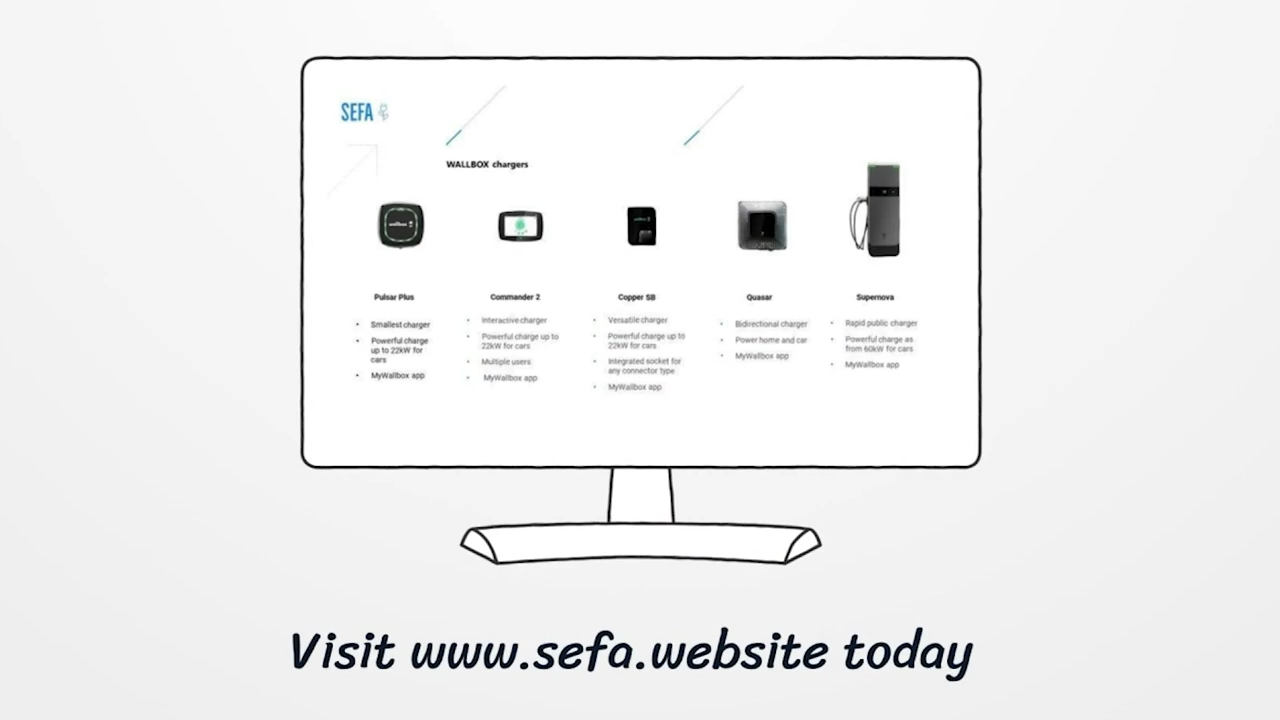 SEFA
WALLBOX chargers
wallbox
Pulsar Plus
• Smallest charger
• Powerful charge
up to 22kW for
cars
• MyWallbox app
Commander 2
• Interactive charger
• Powerful charge up to
22kW for cars
• Multiple users
• MyWallbox app
Copper SB
• Versatile charger
• Powerful charge up to
22kW for cars
• Integrated socket for
any connector type
• MyWallbox app
Quasar
• Bidirectional charger
• Power home and car
• MyWallbox app
Supernova
• Rapid public charger
• Powerful charge as
from 60kW for cars
• MyWallbox app
Visit www.sefa.website today